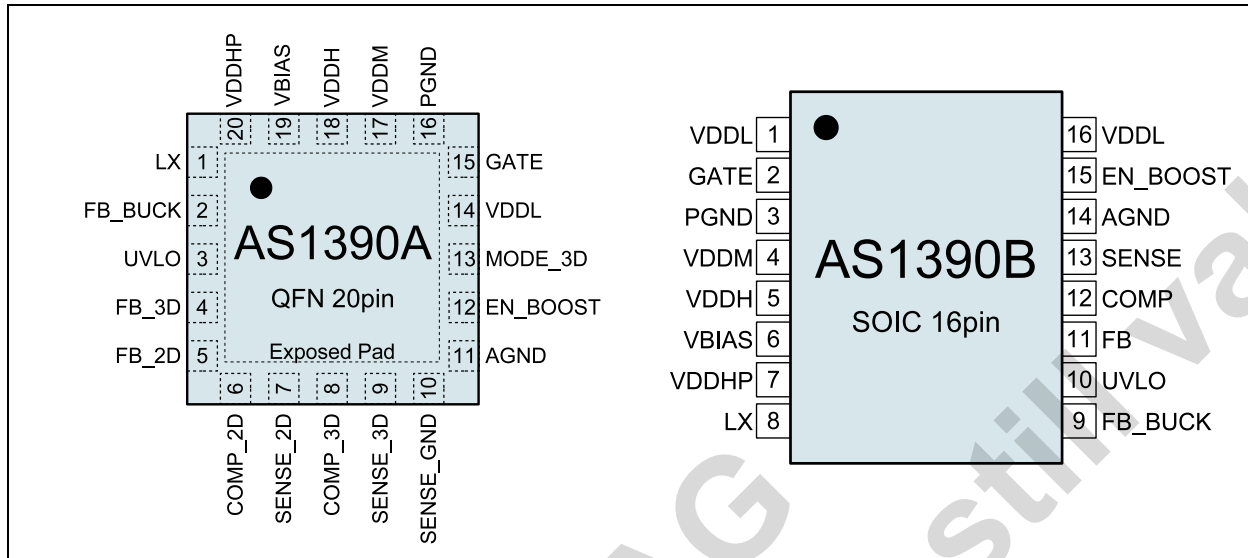 VDDHP
VBIAS
VDDH
VDDM
PGND
20
19
18
17
16
LX 1
15 GATE
FB_BUCK 2
14 VDDL
UVLO 3
13 MODE_3D
FB_3D 4
12 EN_BOOST
FB_2D 5
11 AGND
AS1390A
QFN 20pin
Exposed Pad
6
7
8
9
10
COMP_2D
SENSE_2D
COMP_3D
SENSE_3D
SENSE_GND
VDDL 1
16 VDDL
GATE 2
15 EN_BOOST
PGND 3
14 AGND
VDDM 4
13 SENSE
VDDH 5
12 COMP
VBIAS 6
11 FB
VDDHP 7
10 UVLO
LX 8
9 FB_BUCK
AS1390B
SOIC 16pin
AG
still